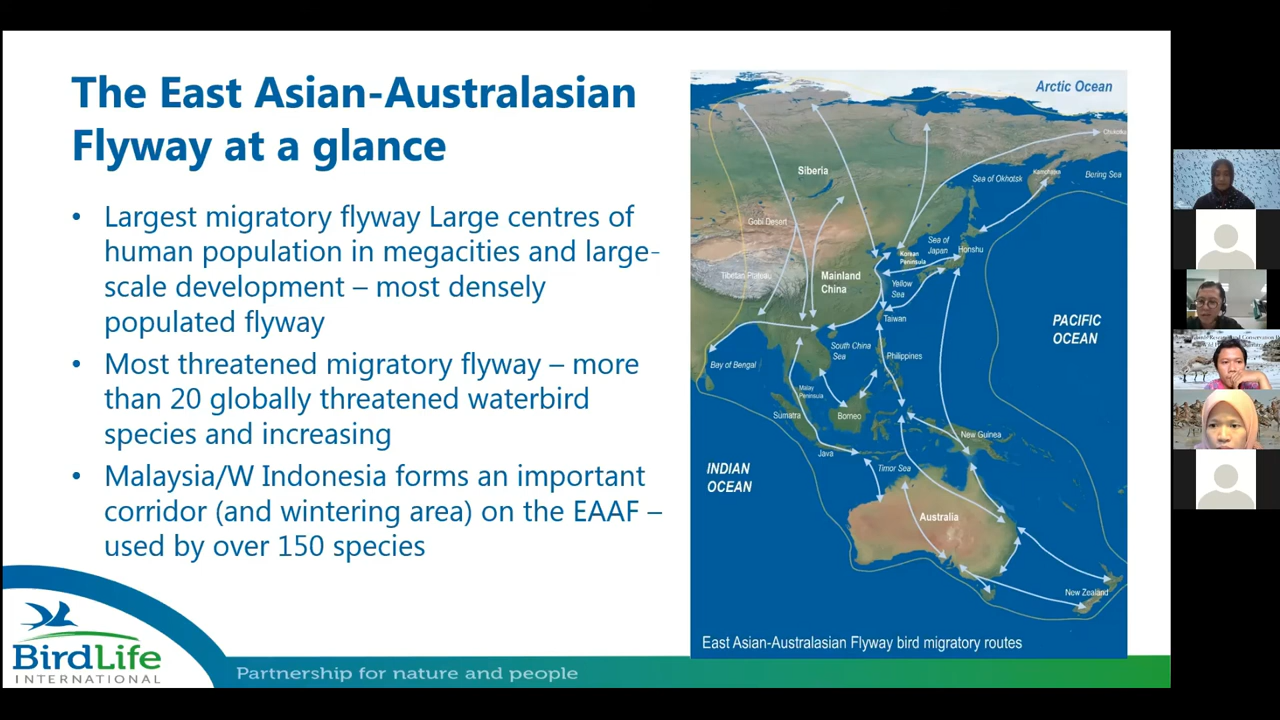 The East Asian-Australasian
Flyway at a glance
• Largest migratory flyway Large centres of
human population in megacities and large-
scale development – most densely
populated flyway
• Most threatened migratory flyway – more
than 20 globally threatened waterbird
species and increasing
• Malaysia/W Indonesia forms an important
corridor (and wintering area) on the EAAF –
used by over 150 species
BirdLife
INTERNATIONAL
Partnership for nature and people
Arctic Ocean
Chukotka
Siberia
Sea of Okhotsk
Kamchatka
Bering Sea
Gobi Desert
Sea of
Japan
Honshu
Korean
Peninsula
Tibetan Plateau
Mainland
China
Yellow
Sea
Taiwan
PACIFIC
OCEAN
South China
Sea
Philippines
Bay of Bengal
Malay
Peninsula
Sumatra
Borneo
New Guinea
Java
Timor Sea
INDIAN
OCEAN
Australia
New Zealand
East Asian-Australasian Flyway bird migratory routes